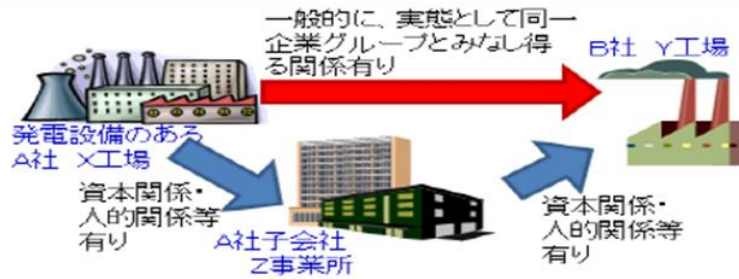 一般的に、実態として同一
企業グループとみなし得
る関係有り
B社 Y工場
発電設備のある
A社 X工場
資本関係・
人的関係等
有り
A社子会社
Z事業所
資本関係・
人的関係等
有り